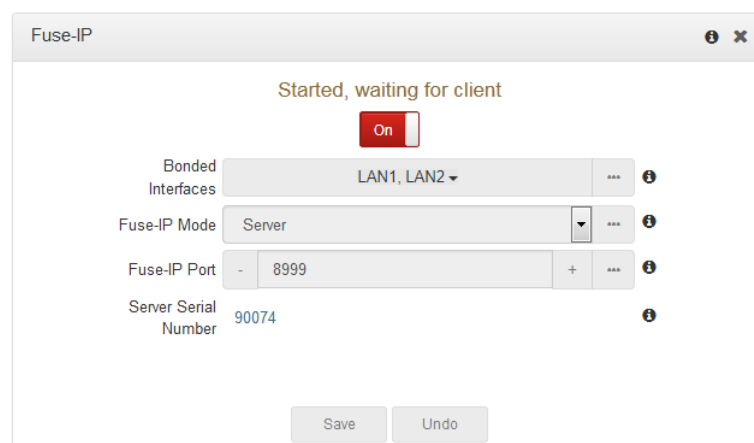 Fuse-IP
Started, waiting for client
On
Bonded
Interfaces
LAN1, LAN2
Fuse-IP Mode
Server
Fuse-IP Port
- 8999 +
Server Serial
Number
90074
Save Undo